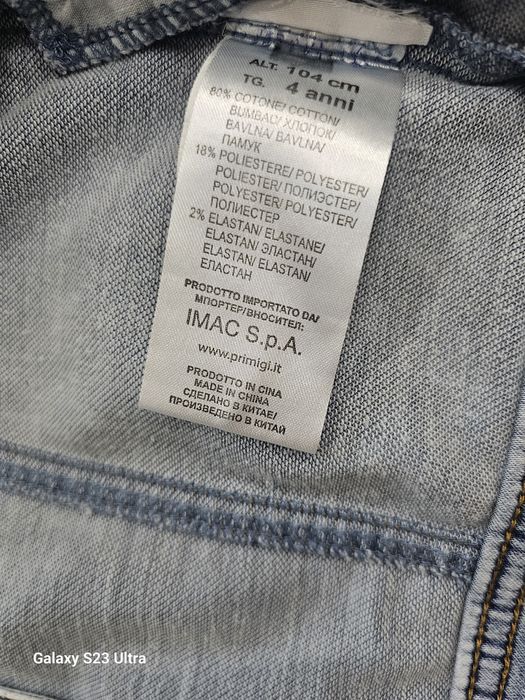 ALT. 104 cm
TG. 4 anni
80% COTONE/ COTTON/
BUMBAC/ ХЛОПОК/
BAVLNA/ BAVLNA/
ПАМУК
18% POLIESTERE/ POLYESTER/
POLIESTER/ ПОЛИЭСТЕР/
POLYESTER/ POLYESTER/
ПОЛИЕСТЕР
2% ELASTAN/ ELASTANE/
ELASTAN/ ЭЛАСТАН/
ELASTAN/ ELASTAN/
ЕЛАСТАН
PRODOTTO IMPORTATO DA/
ИМПОРТЕР/ВНОСИТЕЛ:
IMAC S.p.A.
www.primigi.it
PRODOTTO IN CINA
MADE IN CHINA
СДЕЛАНО В КИТАЕ/
ПРОИЗВЕДЕНО В КИТАЙ
Galaxy S23 Ultra